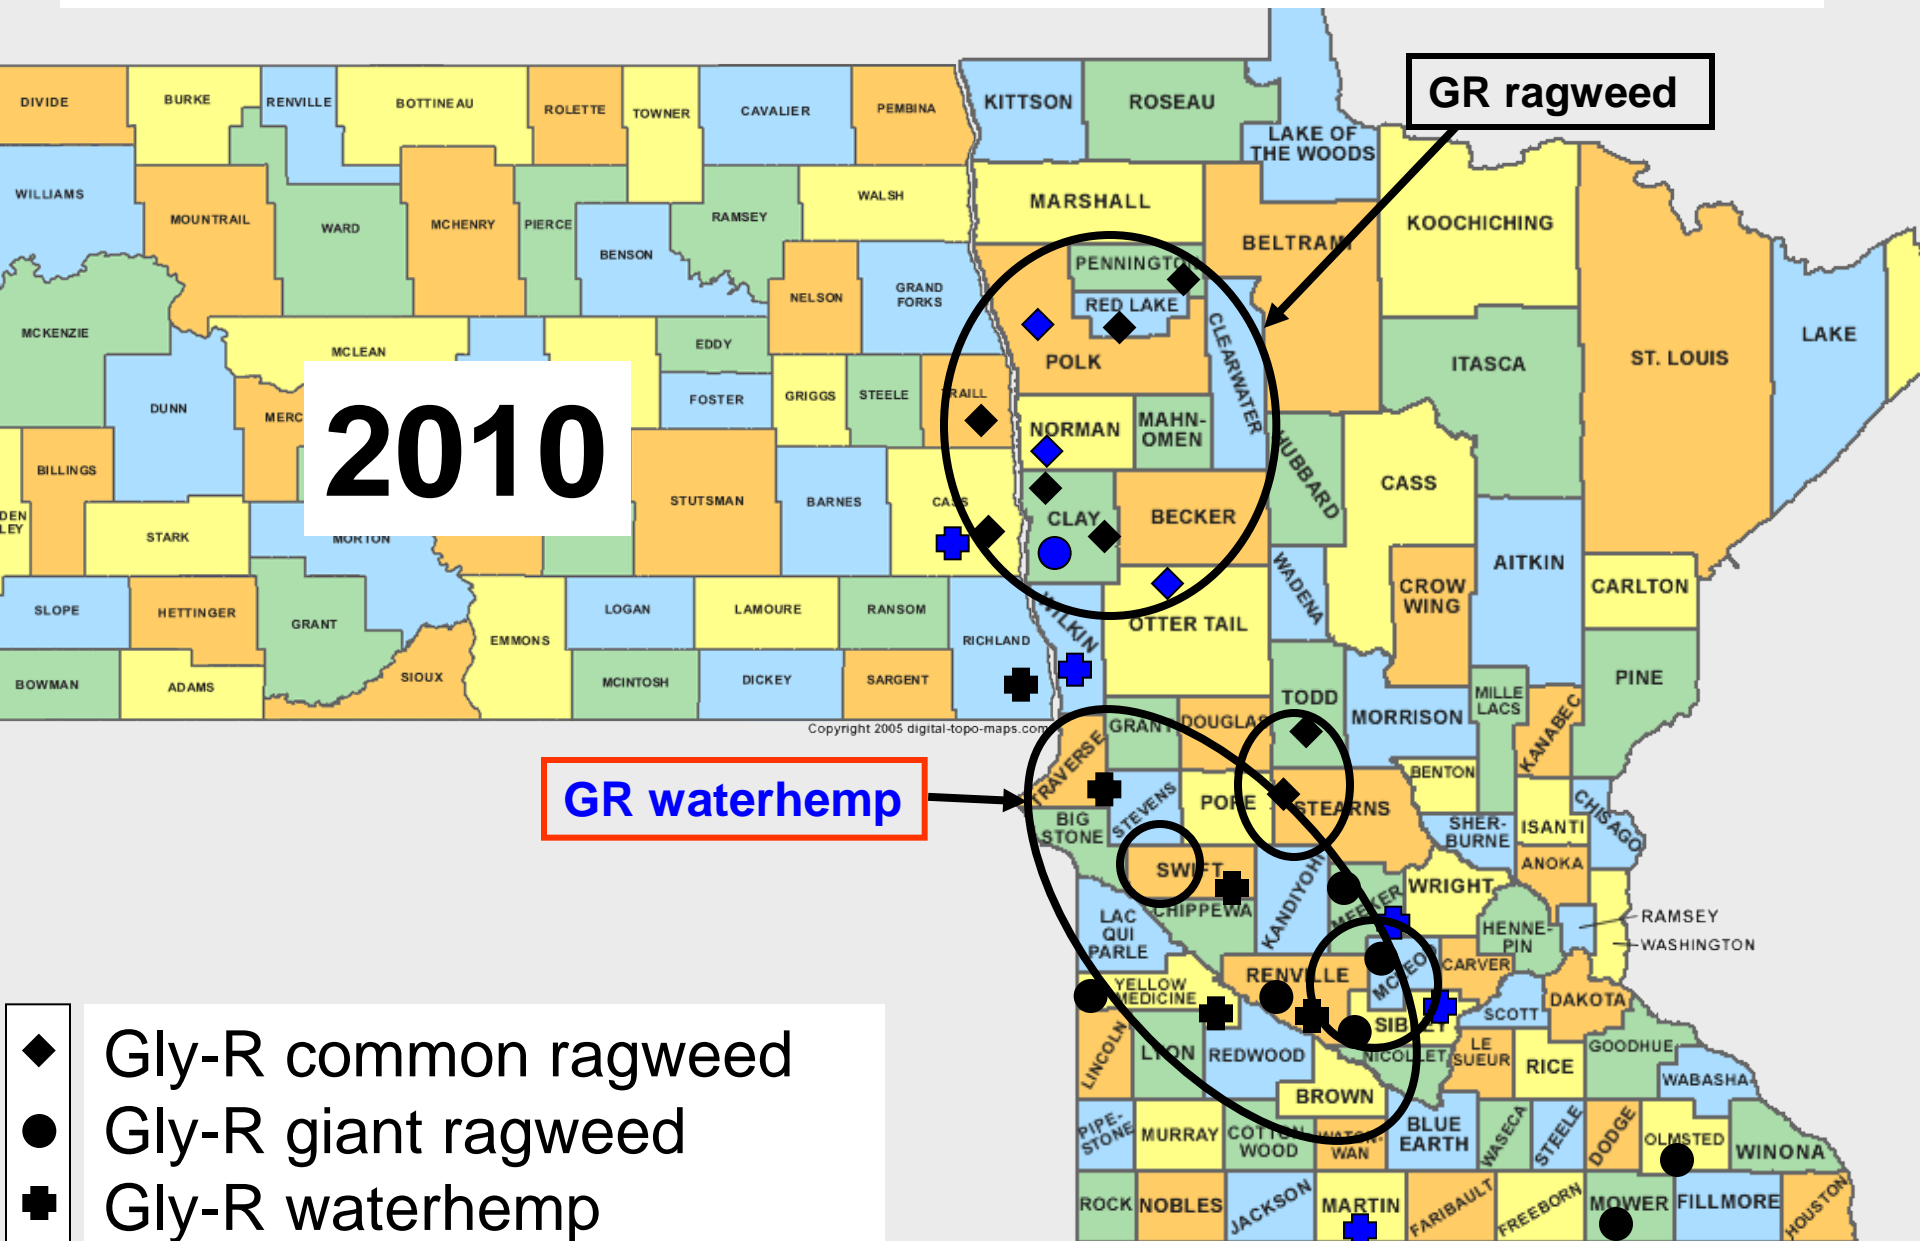 GR ragweed
DIVIDE
BURKE
RENVILLE
BOTTINEAU
ROLETTE
TOWNER
CAVALIER
PEMBINA
KITTSON
ROSEAU
LAKE OF
THE WOODS
WILLIAMS
MOUNTRAIL
WARD
MCHENRY
PIERCE
BENSON
RAMSEY
WALSH
MARSHALL
BELTRAMI
KOOCHICHING
NELSON
GRAND
FORKS
PENNINGTON
RED LAKE
CLEARWATER
MCKENZIE
MCLEAN
EDDY
POLK
ITASCA
ST. LOUIS
LAKE
DUNN
MERC
2010
FOSTER
GRIGGS
STEELE
TRAILL
NORMAN
MAHN-
OMEN
HUBBARD
CASS
BILLINGS
STUTSMAN
BARNES
CASS
CLAY
BECKER
DEN
LEY
STARK
MORTON
WADENA
CROW
WING
AITKIN
CARLTON
SLOPE
HETTINGER
GRANT
EMMONS
LOGAN
LAMOURE
RANSOM
RICHLAND
WILKIN
OTTER TAIL
BOWMAN
ADAMS
SIOUX
MCINTOSH
DICKEY
SARGENT
TODD
MORRISON
MILLE
LACS
KANABEC
PINE
Copyright 2005 digital-topo-maps.com
GRANT
DOUGLAS
TRAVERSE
GR waterhemp
STEVENS
POPE
STEARNS
BENTON
BIG
STONE
SHER-
BURNE
ISANTI
CHISAGO
SWIFT
KANDIYOHI
MEEKER
WRIGHT
ANOKA
CHIPPEWA
LAC
QUI
PARLE
HENNE-
PIN
RAMSEY
WASHINGTON
RENVILLE
MCLEOD
CARVER
YELLOW
MEDICINE
SCOTT
DAKOTA
SIBLEY
LINCOLN
LYON
REDWOOD
NICOLLET
LE
SUEUR
RICE
GOODHUE
WABASHA
BROWN
PIPE-
STONE
MURRAY
COTTON
WOOD
WATON-
WAN
BLUE
EARTH
WASECA
STEELE
DODGE
OLMSTED
WINONA
ROCK
NOBLES
JACKSON
MARTIN
FARIBAULT
FREEBORN
MOWER
FILLMORE
HOUSTON
Gly-R common ragweed
Gly-R giant ragweed
Gly-R waterhemp